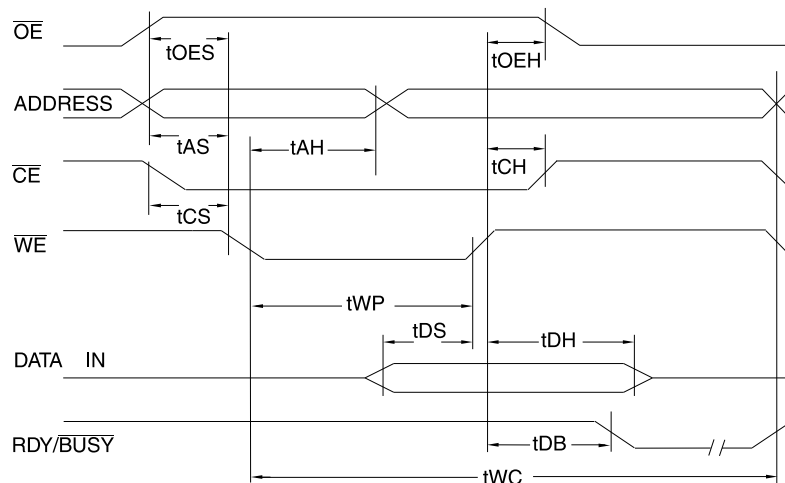 OE
tOES
tOEH
ADDRESS
tAS
tAH
tCH
CE
tCS
WE
tWP
tDS
tDH
DATA IN
RDY/BUSY
tDB
tWC